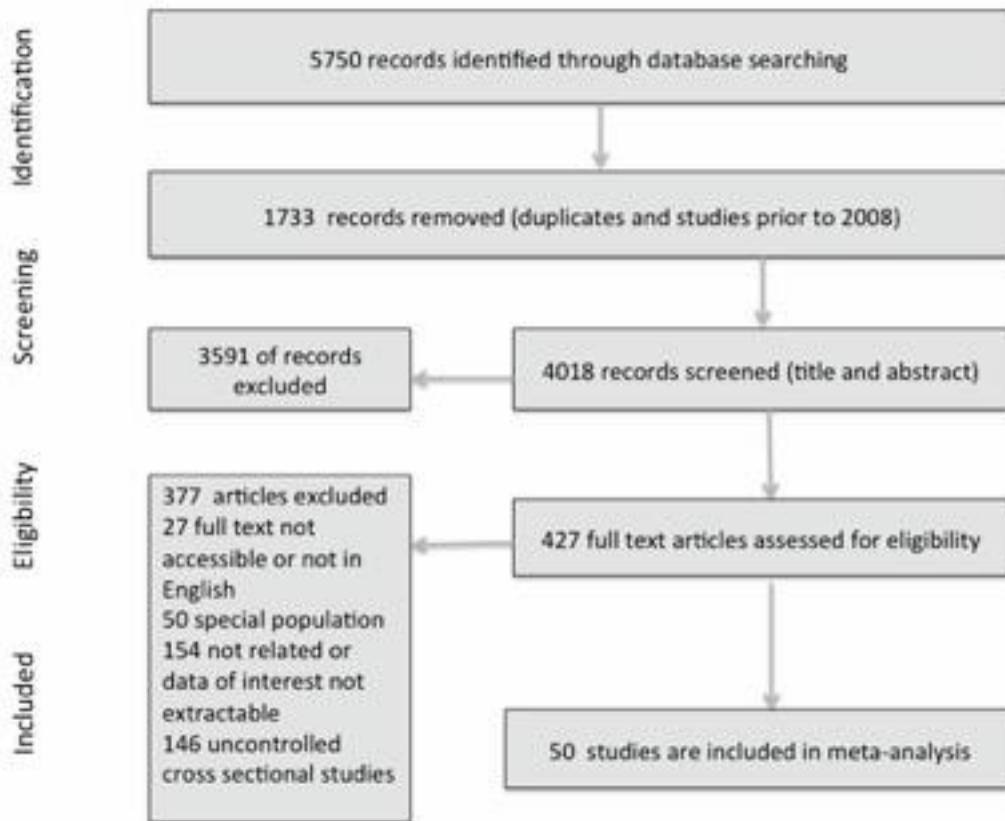 Identification
5750 records identified through database searching
1733 records removed (duplicates and studies prior to 2008)
Screening
3591 of records
excluded
4018 records screened (title and abstract)
Eligibility
377 articles excluded
27 full text not
accessible or not in
English
50 special population
154 not related or
data of interest not
extractable
146 uncontrolled
cross sectional studies
427 full text articles assessed for eligibility
Included
50 studies are included in meta-analysis